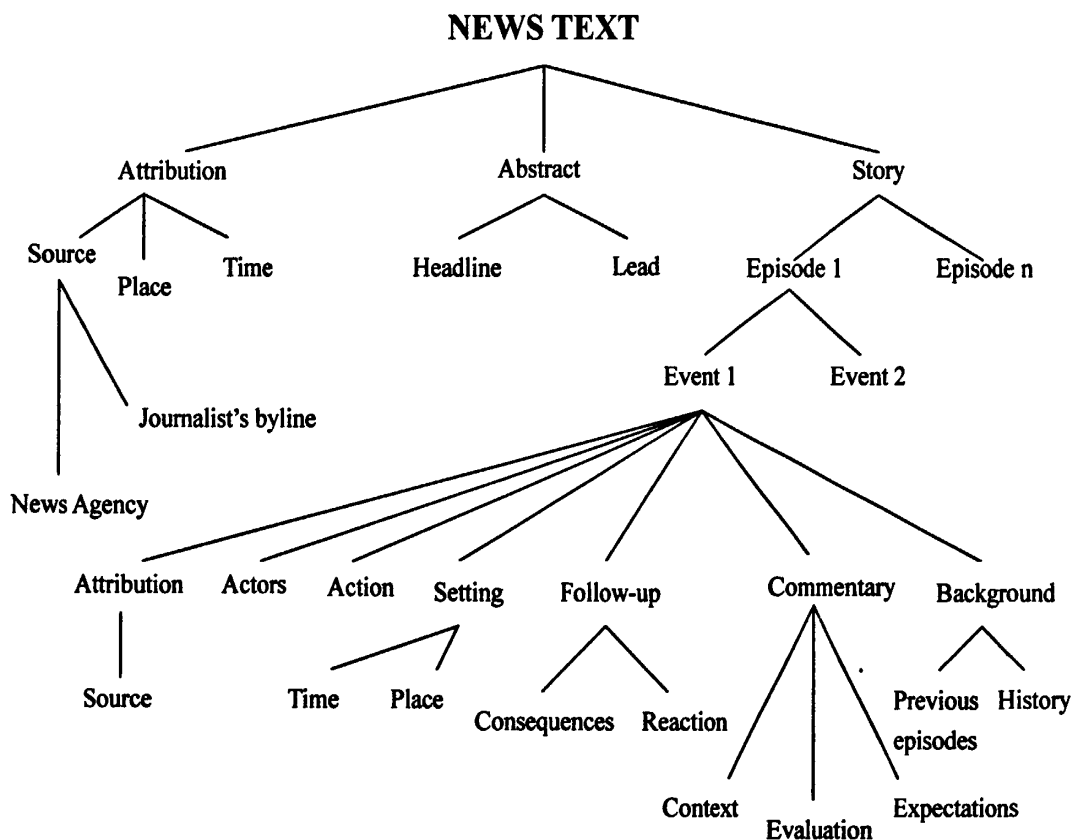 NEWS TEXT
Attribution
Abstract
Story
Source
Place
Time
Headline
Lead
Episode 1
Episode n
Event 1
Event 2
Journalist's byline
News Agency
Attribution
Actors
Action
Setting
Follow-up
Commentary
Background
Source
Time
Place
Consequences
Reaction
Previous
episodes
History
Context
Evaluation
Expectations